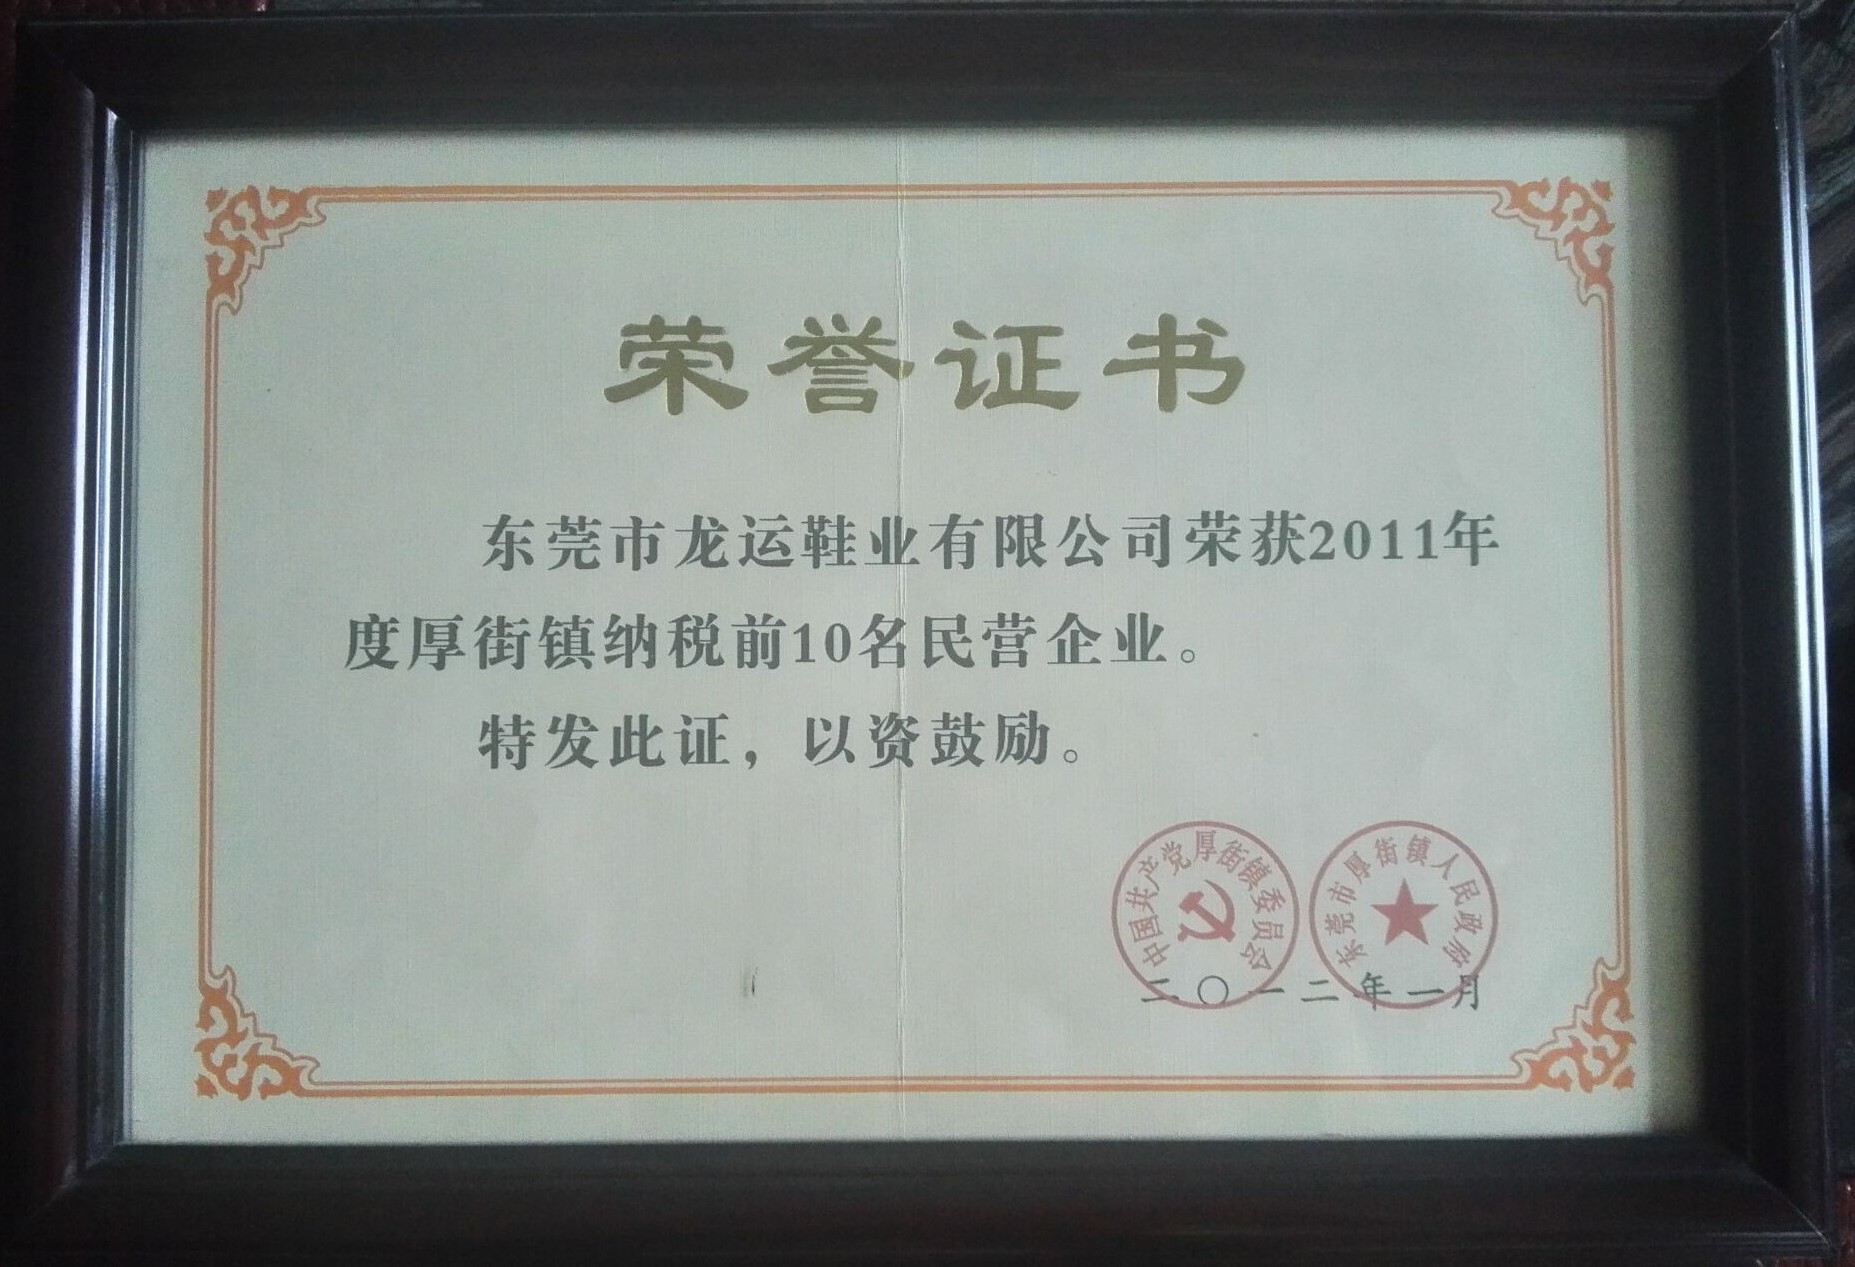 荣誉证书
东莞市龙运鞋业有限公司荣获2011年
度厚街镇纳税前10名民营企业。
特发此证，以资鼓励。
中国共产党厚街镇委员会
东莞市厚街镇人民政府
二〇一二年一月